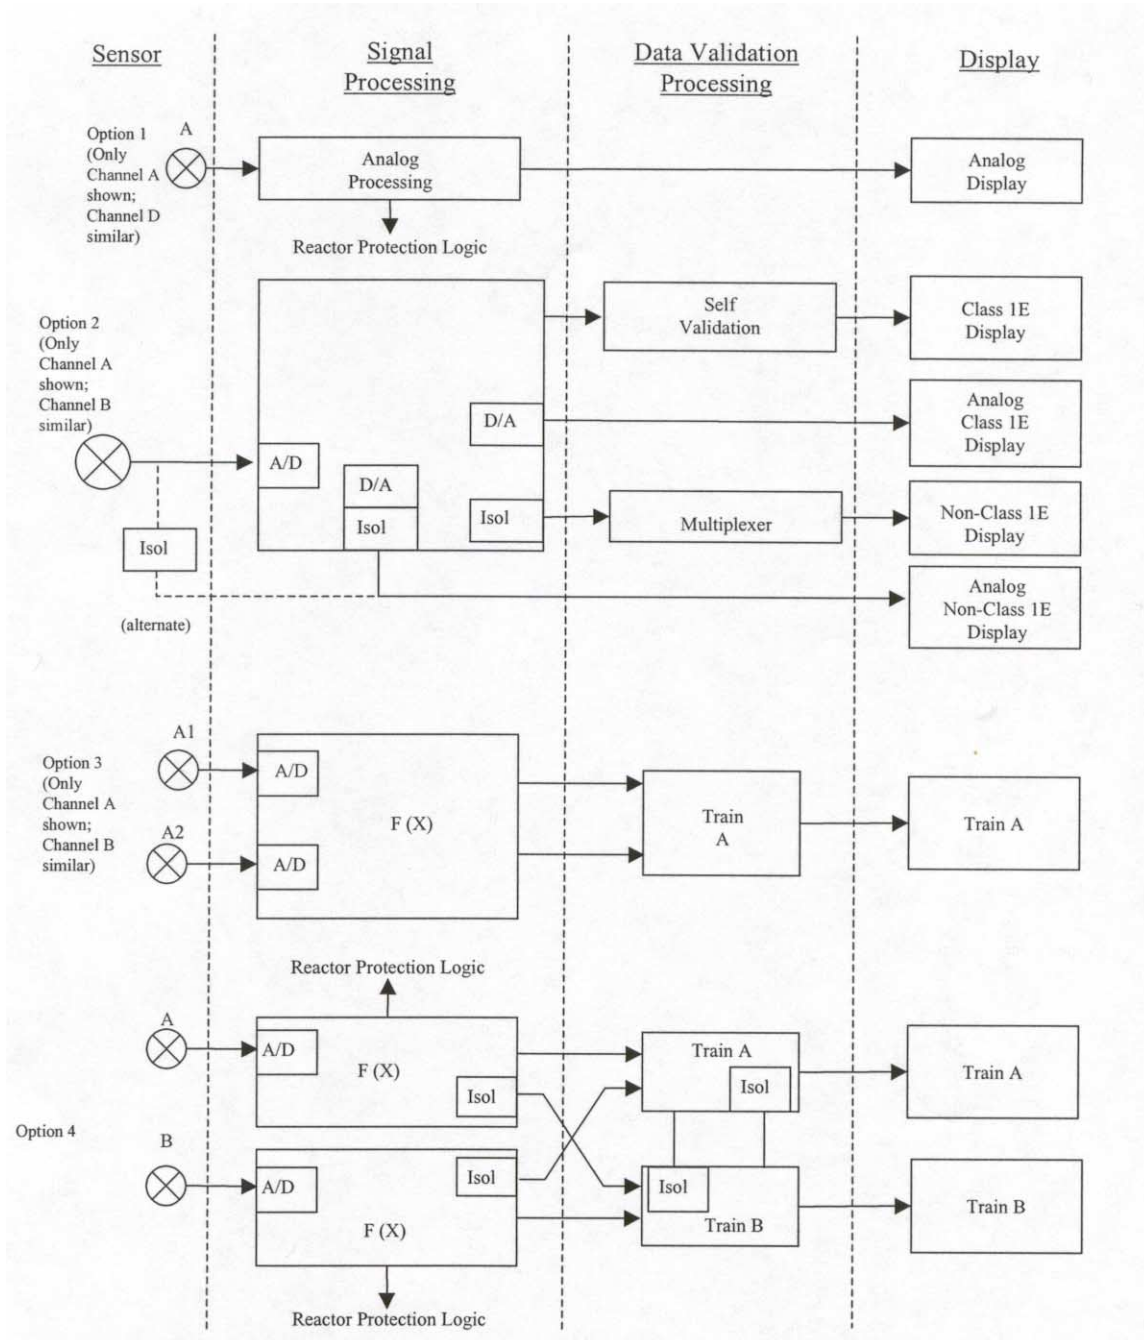 Sensor
Signal
Processing
Data Validation
Processing
Display
Option 1
(Only
Channel A
shown;
Channel D
similar)
A
Analog
Processing
Reactor Protection Logic
Analog
Display
Option 2
(Only
Channel A
shown;
Channel B
similar)
Isol
(alternate)
A/D
D/A
Isol
D/A
Isol
Self
Validation
Multiplexer
Class 1E
Display
Analog
Class 1E
Display
Non-Class 1E
Display
Analog
Non-Class 1E
Display
Option 3
(Only
Channel A
shown;
Channel B
similar)
A1
A2
A/D
A/D
F (X)
Train
A
Train A
Option 4
A
B
Reactor Protection Logic
A/D
F (X)
Isol
A/D
Isol
F (X)
Reactor Protection Logic
Train A
Isol
Isol
Train B
Train A
Train B